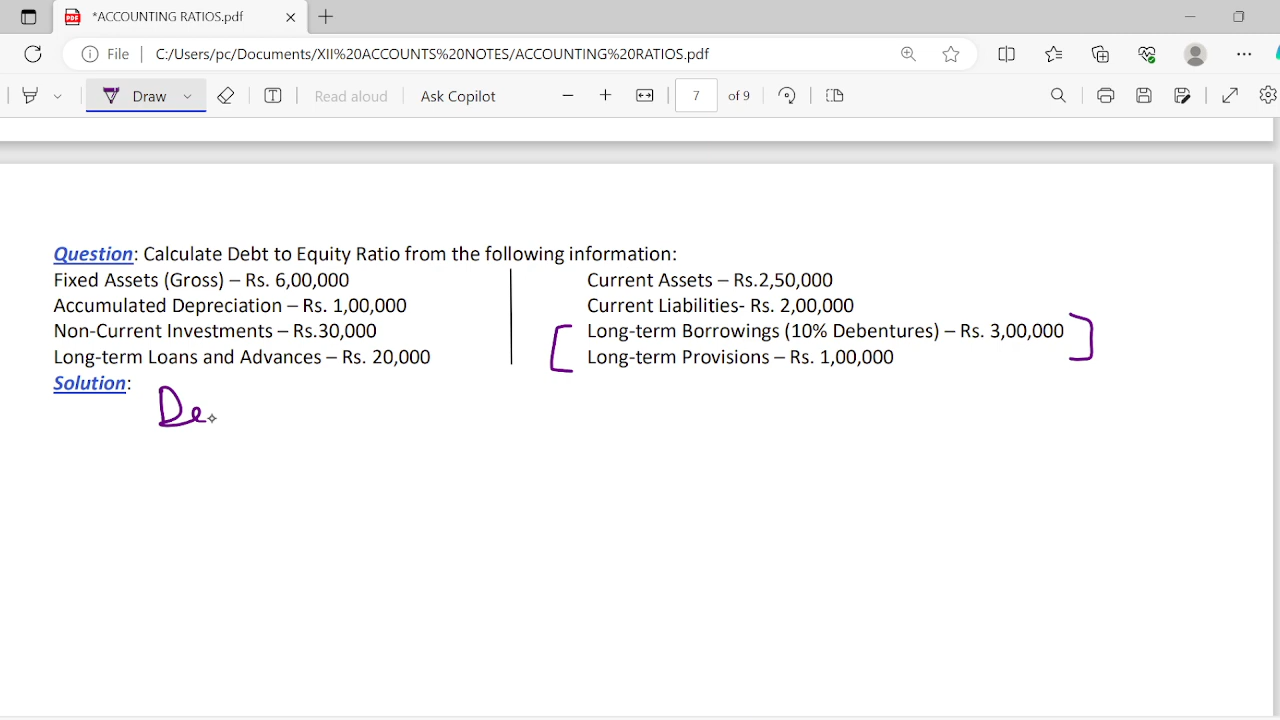 *ACCOUNTING RATIOS.pdf
File C:/Users/pc/Documents/XII%20ACCOUNTS%20NOTES/ACCOUNTING%20RATIOS.pdf
Draw Read aloud Ask Copilot 7 of 9
Question: Calculate Debt to Equity Ratio from the following information:
Fixed Assets (Gross) – Rs. 6,00,000
Accumulated Depreciation – Rs. 1,00,000
Non-Current Investments – Rs.30,000
Long-term Loans and Advances – Rs. 20,000
Current Assets – Rs.2,50,000
Current Liabilities- Rs. 2,00,000
Long-term Borrowings (10% Debentures) – Rs. 3,00,000
Long-term Provisions – Rs. 1,00,000
Solution:
De